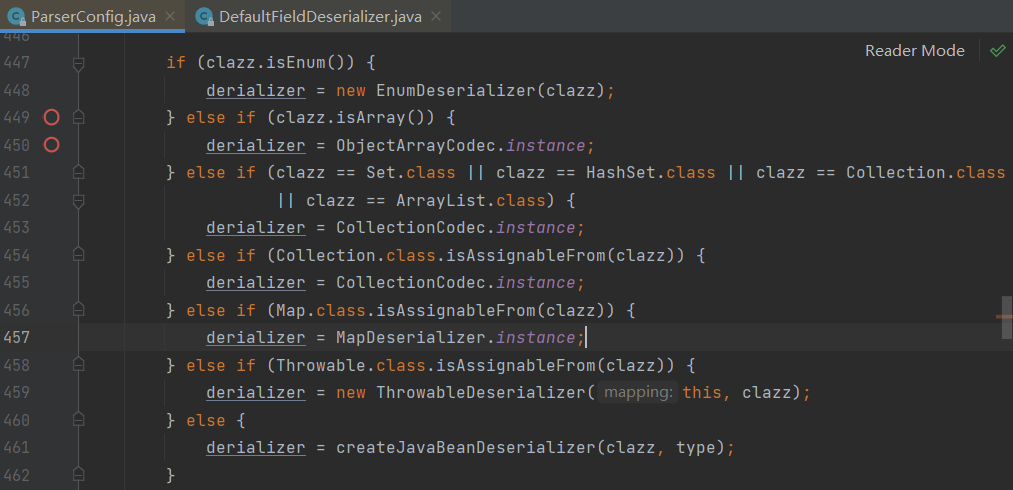 ParserConfig.java × DefaultFieldDeserializer.java ×
446
Reader Mode
447 if (clazz.isEnum()) {
448 derializer = new EnumDeserializer(clazz);
449 } else if (clazz.isArray()) {
450 derializer = ObjectArrayCodec.instance;
451 } else if (clazz == Set.class || clazz == HashSet.class || clazz == Collection.class
452 || clazz == ArrayList.class) {
453 derializer = CollectionCodec.instance;
454 } else if (Collection.class.isAssignableFrom(clazz)) {
455 derializer = CollectionCodec.instance;
456 } else if (Map.class.isAssignableFrom(clazz)) {
457 derializer = MapDeserializer.instance;
458 } else if (Throwable.class.isAssignableFrom(clazz)) {
459 derializer = new ThrowableDeserializer( mapping: this, clazz);
460 } else {
461 derializer = createJavaBeanDeserializer(clazz, type);
462 }